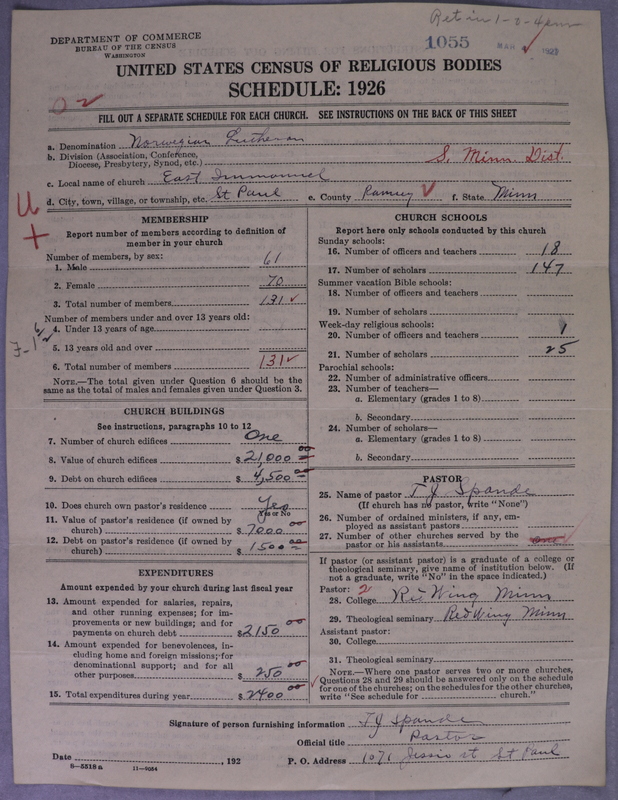 Ret in 1-8-4
DEPARTMENT OF COMMERCE
BUREAU OF THE CENSUS
WASHINGTON
1055 MAR 1927
UNITED STATES CENSUS OF RELIGIOUS BODIES
SCHEDULE: 1926
FILL OUT A SEPARATE SCHEDULE FOR EACH CHURCH. SEE INSTRUCTIONS ON THE BACK OF THIS SHEET
a. Denomination Norwegian Lutheran
b. Division (Association, Conference,
Diocese, Presbytery, Synod, etc.) S. Minn. Dist.
c. Local name of church East Immanuel
d. City, town, village, or township, etc. St Paul e. County Ramsey f. State Minn
MEMBERSHIP
Report number of members according to definition of
member in your church
Number of members, by sex:
1. Male 61
2. Female 70
3. Total number of members 131
Number of members under and over 13 years old:
4. Under 13 years of age
5. 13 years old and over
6. Total number of members 131
NOTE.—The total given under Question 6 should be the
same as the total of males and females given under Question 3.
CHURCH BUILDINGS
See instructions, paragraphs 10 to 12
7. Number of church edifices One
8. Value of church edifices $21,000 00
9. Debt on church edifices $4,500 00
10. Does church own pastor's residence Yes
Yes or No
11. Value of pastor's residence (if owned by
church) $7000 00
12. Debt on pastor's residence (if owned by
church) $1500 00
EXPENDITURES
Amount expended by your church during last fiscal year
13. Amount expended for salaries, repairs,
and other running expenses; for im-
provements or new buildings; and for
payments on church debt $2150 00
14. Amount expended for benevolences, in-
cluding home and foreign missions; for
denominational support; and for all
other purposes $250 00
15. Total expenditures during year $2400 00
CHURCH SCHOOLS
Report here only schools conducted by this church
Sunday schools:
16. Number of officers and teachers 18
17. Number of scholars 147
Summer vacation Bible schools:
18. Number of officers and teachers
19. Number of scholars
Week-day religious schools:
20. Number of officers and teachers 1
21. Number of scholars 25
Parochial schools:
22. Number of administrative officers
23. Number of teachers—
a. Elementary (grades 1 to 8)
b. Secondary
24. Number of scholars—
a. Elementary (grades 1 to 8)
b. Secondary
PASTOR
25. Name of pastor T J Spande
(If church has no pastor, write "None")
26. Number of ordained ministers, if any, em-
ployed as assistant pastors
27. Number of other churches served by the
pastor or his assistants one
If pastor (or assistant pastor) is a graduate of a college or
theological seminary, give name of institution below. (If
not a graduate, write "No" in the space indicated.)
Pastor: 2
28. College Red Wing Minn
29. Theological seminary Red Wing Minn
Assistant pastor:
30. College
31. Theological seminary
NOTE.—Where one pastor serves two or more churches,
Questions 28 and 29 should be answered only on the schedule
for one of the churches; on the schedules for the other churches,
write "See schedule for church."
Signature of person furnishing information T J Spande
Official title Pastor
Date , 192 P. O. Address 1071 Jessie st St Paul
8-5518 a 11-9054